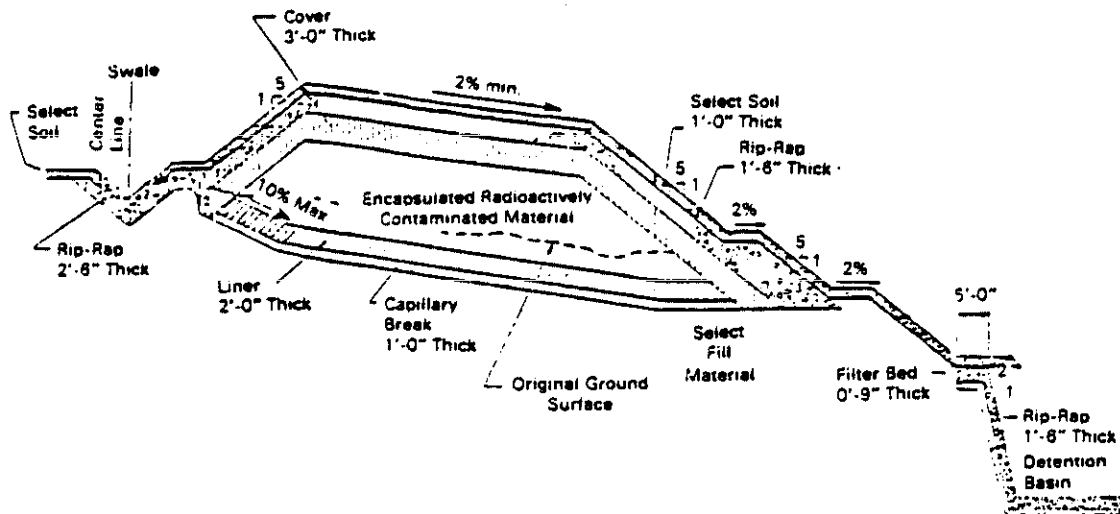 Cover
3'-0" Thick
Swale
Select
Soil
Center
Line
5
1
2% min.
Select Soil
1'-0" Thick
5
1
Rip-Rap
1'-6" Thick
2%
5
1
2%
10% Max
Encapsulated Radioactively
Contaminated Material
Rip-Rap
2'-6" Thick
Liner
2'-0" Thick
Capillary
Break
1'-0" Thick
Original Ground
Surface
Select
Fill
Material
5'-0"
Filter Bed
0'-9" Thick
2
1
Rip-Rap
1'-6" Thick
Detention
Basin